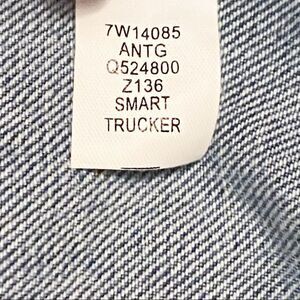 7W14085
ANTG
Q524800
Z136
SMART
TRUCKER